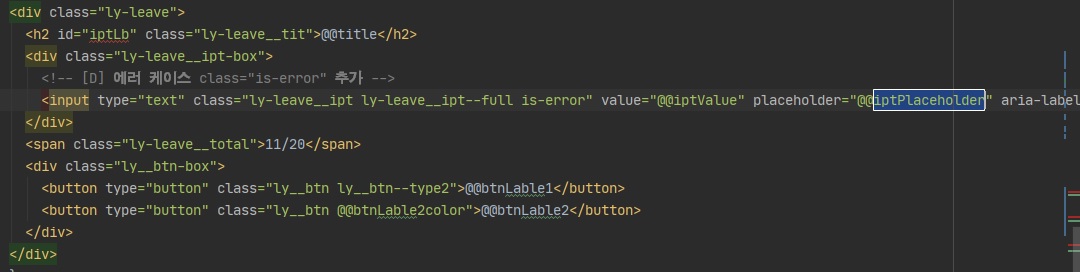 <div class="ly-leave">
<h2 id="iptLb" class="ly-leave__tit">@@title</h2>
<div class="ly-leave__ipt-box">
<!-- [D] 에러 케이스 class="is-error" 추가 -->
<input type="text" class="ly-leave__ipt ly-leave__ipt--full is-error" value="@@iptValue" placeholder="@@iptPlaceholder" aria-label
</div>
<span class="ly-leave__total">11/20</span>
<div class="ly__btn-box">
<button type="button" class="ly__btn ly__btn--type2">@@btnLable1</button>
<button type="button" class="ly__btn @@btnLable2color">@@btnLable2</button>
</div>
</div>